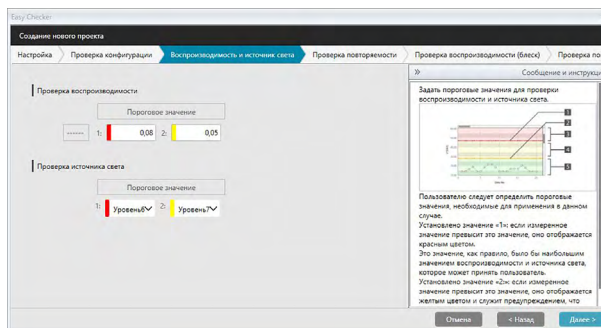 Easy Checker
Создание нового проекта
Настройка Проверка конфигурации Воспроизводимость и источник света Проверка повторяемости Проверка воспроизводимости (блеск) Проверка по
Сообщение и инструкци
Проверка воспроизводимости
Пороговое значение
1: 0,08 2: 0,05
Проверка источника света
Пороговое значение
1: Уровень6 2: Уровень7
Задать пороговые значения для проверки
воспроизводимости и источника света.
1
2
3
4
5
Пользователю следует определить пороговые
значения, необходимые для применения в данном
случае.
Установлено значение «1»: если измеренное
значение превысит это значение, оно отображается
красным цветом.
Это значение, как правило, было бы наибольшим
значением воспроизводимости и источника света,
которое может принять пользователь.
Установлено значение «2»: если измеренное
значение превысит это значение, оно отображается
желтым цветом и служит предупреждением, что
Отмена < Назад Далее >